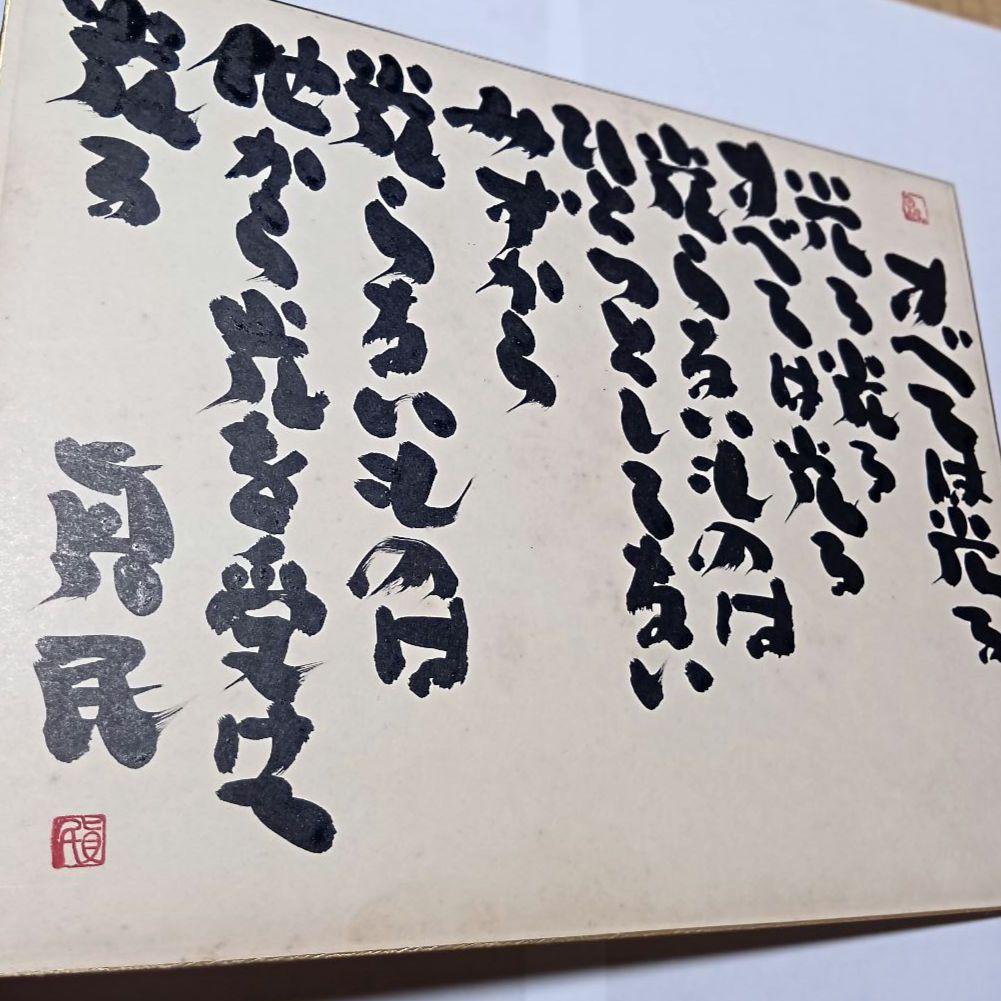 すべては光る
光る光る
すべては光る
光らないものは
ひとつとしてない
みずから
光らないものは
他から光を受けて
光る
真民